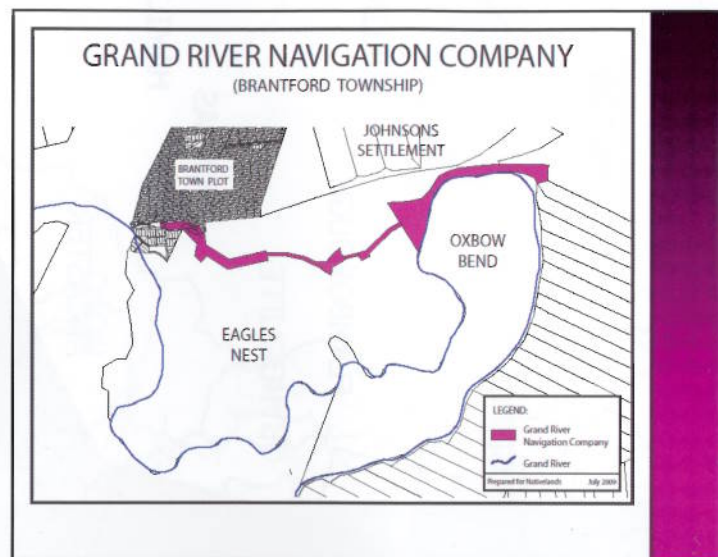 GRAND RIVER NAVIGATION COMPANY
(BRANTFORD TOWNSHIP)
JOHNSONS
SETTLEMENT
BRANTFORD
TOWN PLOT
OXBOW
BEND
EAGLES
NEST
LEGEND:
Grand River
Navigation Company
Grand River
Prepared for Nativelands July 2009